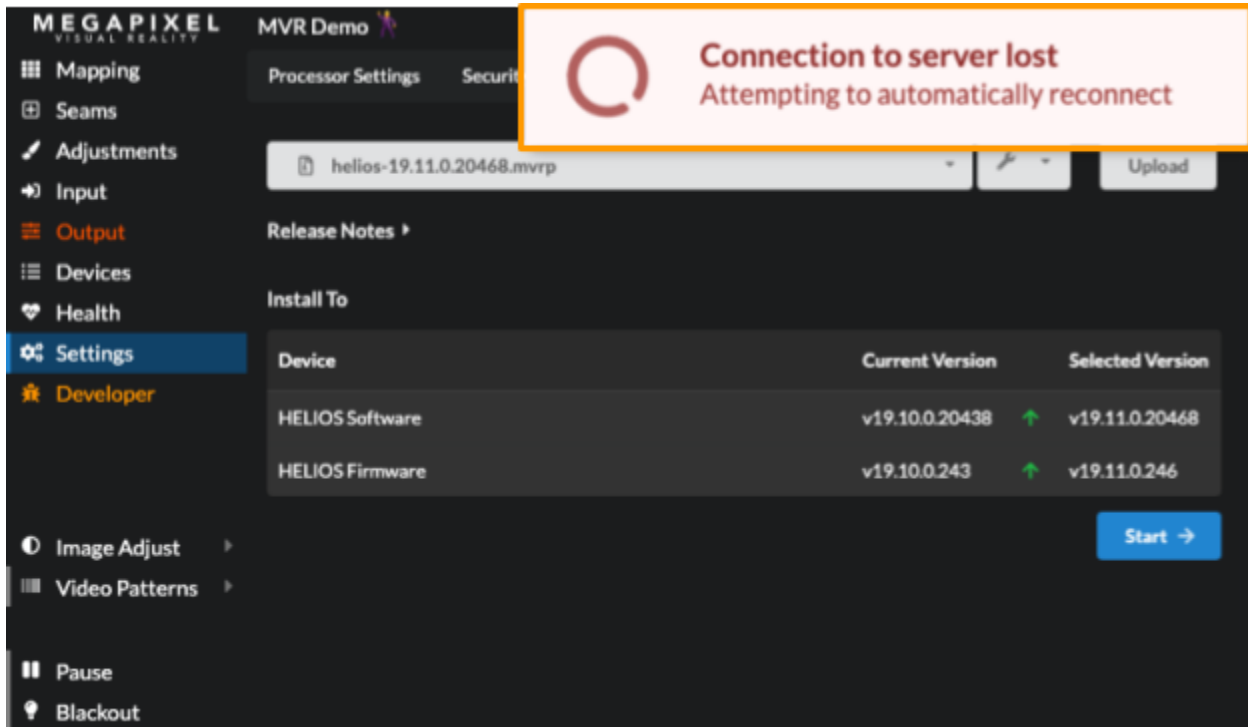 MEGAPIXEL
VISUAL REALITY
MVR Demo
Connection to server lost
Attempting to automatically reconnect
Mapping
Seams
Adjustments
Input
Output
Devices
Health
Settings
Developer
Image Adjust
Video Patterns
Pause
Blackout
Processor Settings
Securit
helios-19.11.0.20468.mvrp
Upload
Release Notes
Install To
Device Current Version Selected Version
HELIOS Software v19.10.0.20438 v19.11.0.20468
HELIOS Firmware v19.10.0.243 v19.11.0.246
Start